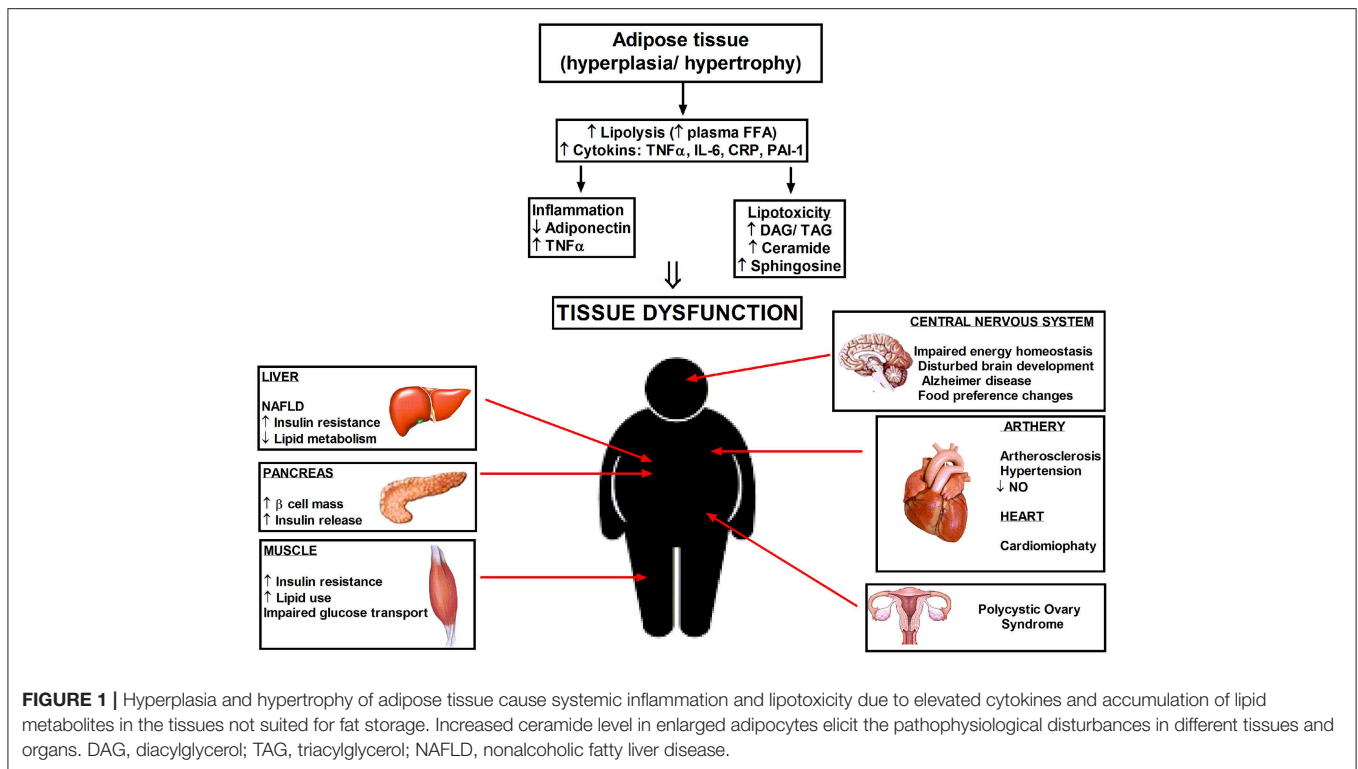 Adipose tissue
(hyperplasia/ hypertrophy)
↑ Lipolysis (↑ plasma FFA)
↑ Cytokins: TNFα, IL-6, CRP, PAI-1
Inflammation
↓ Adiponectin
↑ TNFα
Lipotoxicity
↑ DAG/ TAG
↑ Ceramide
↑ Sphingosine
⇓
TISSUE DYSFUNCTION
LIVER
NAFLD
↑ Insulin resistance
↓ Lipid metabolism
PANCREAS
↑ β cell mass
↑ Insulin release
MUSCLE
↑ Insulin resistance
↑ Lipid use
Impaired glucose transport
CENTRAL NERVOUS SYSTEM
Impaired energy homeostasis
Disturbed brain development
Alzheimer disease
Food preference changes
ARTHERY
Artherosclerosis
Hypertension
↓ NO
HEART
Cardiomiophaty
Polycystic Ovary
Syndrome
FIGURE 1 | Hyperplasia and hypertrophy of adipose tissue cause systemic inflammation and lipotoxicity due to elevated cytokines and accumulation of lipid
metabolites in the tissues not suited for fat storage. Increased ceramide level in enlarged adipocytes elicit the pathophysiological disturbances in different tissues and
organs. DAG, diacylglycerol; TAG, triacylglycerol; NAFLD, nonalcoholic fatty liver disease.